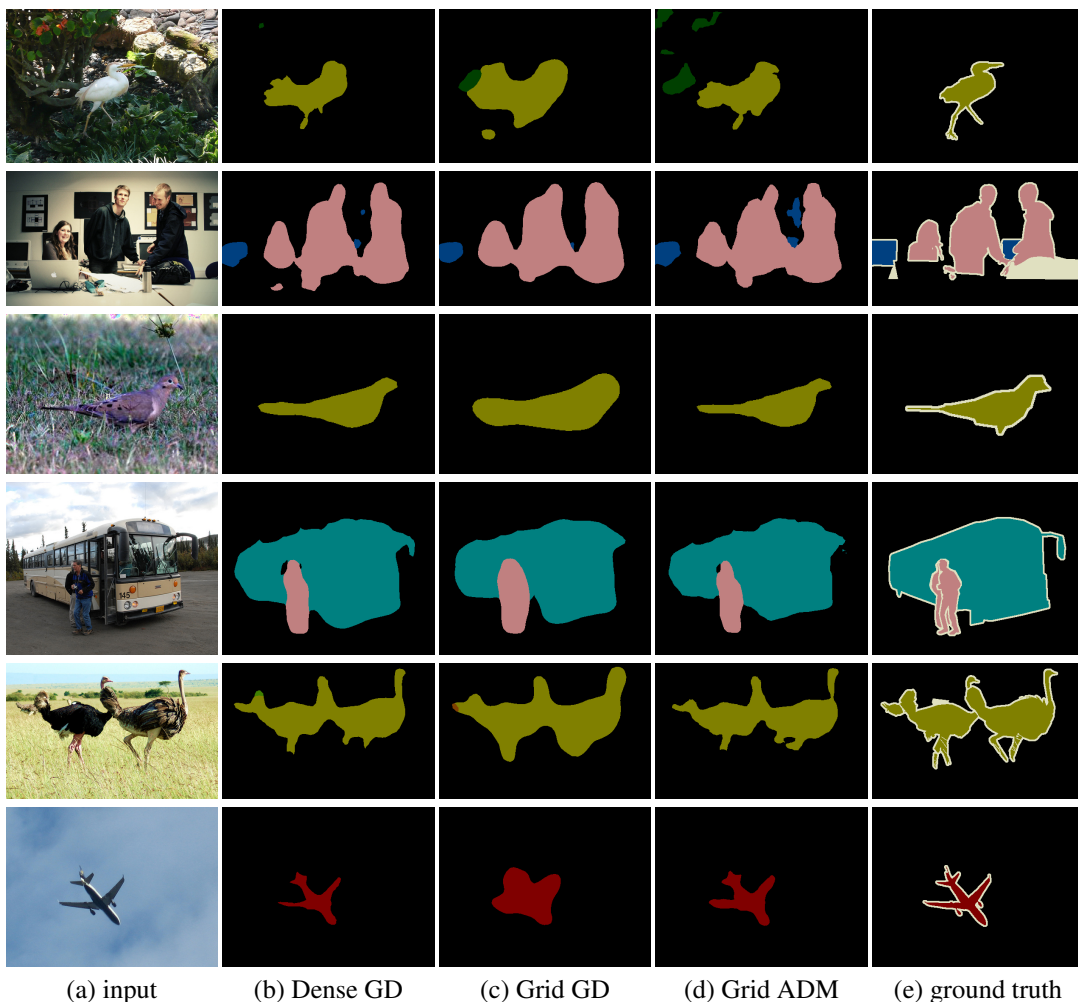 (a) input
(b) Dense GD
(c) Grid GD
(d) Grid ADM
(e) ground truth